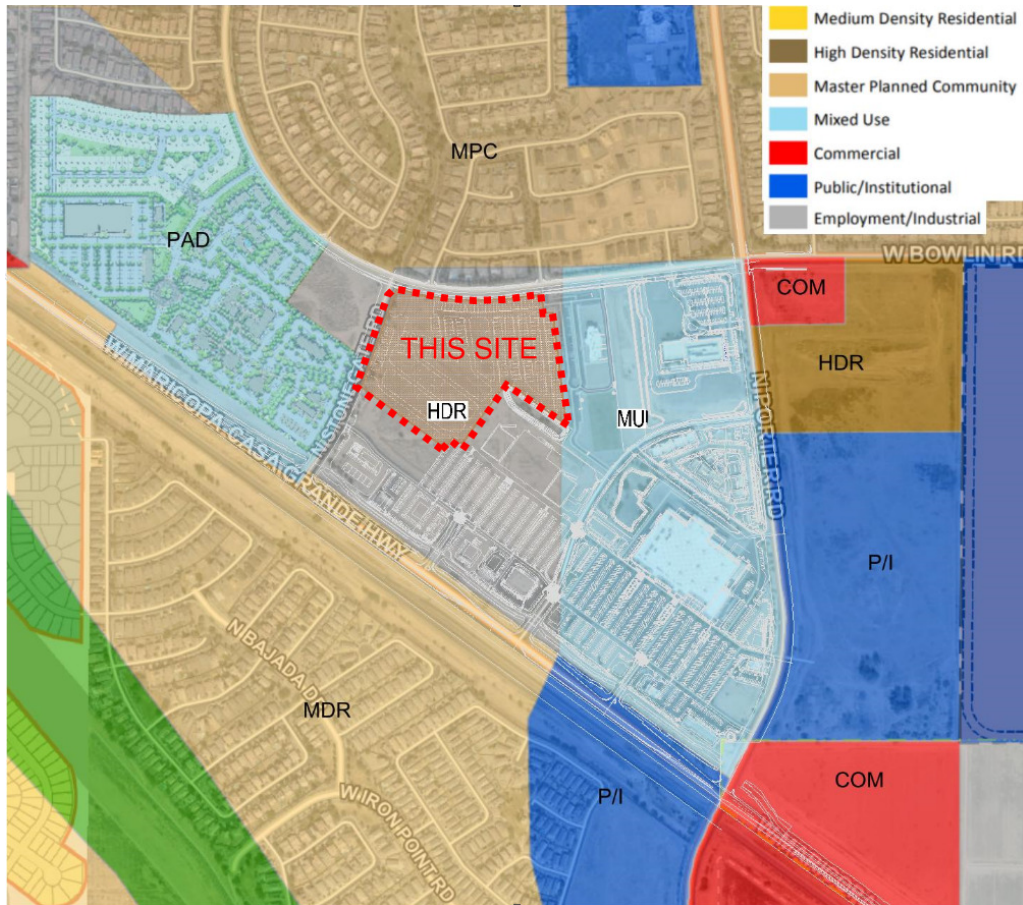 Medium Density Residential
High Density Residential
Master Planned Community
Mixed Use
Commercial
Public/Institutional
Employment/Industrial
MPC
PAD
W BOWLIN RD
COM
THIS SITE
HDR
HDR
MUI
N PORTER RD
W MARICOPA-CASA GRANDE HWY
P/I
N BAJADA DR
MDR
W IRON POINT RD
P/I
COM